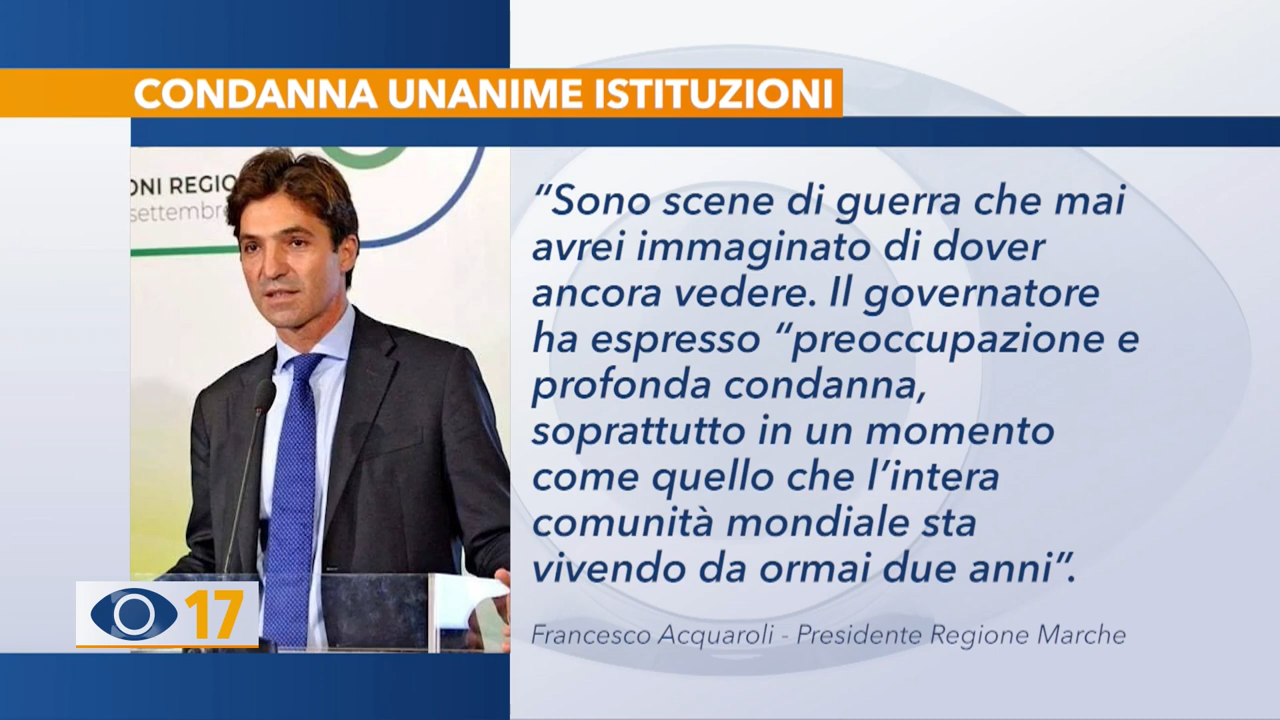 CONDANNA UNANIME ISTITUZIONI
ONI REGIO
settembre
“Sono scene di guerra che mai
avrei immaginato di dover
ancora vedere. Il governatore
ha espresso “preoccupazione e
profonda condanna,
soprattutto in un momento
come quello che l’intera
comunità mondiale sta
vivendo da ormai due anni”.
Francesco Acquaroli - Presidente Regione Marche
17